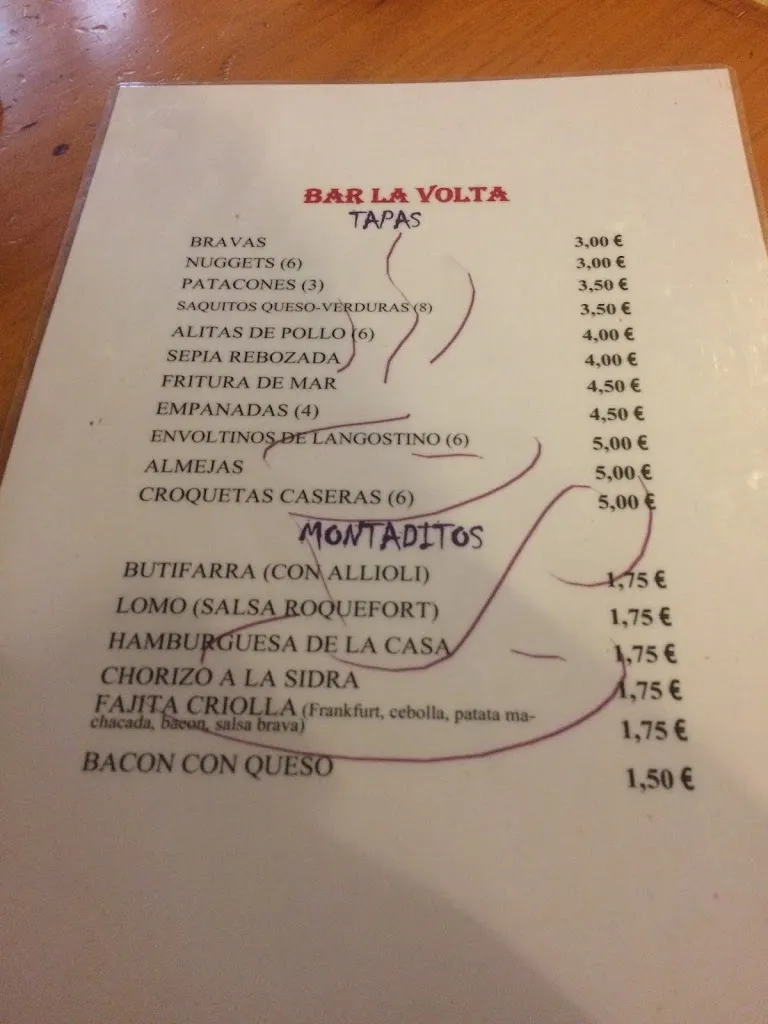 BAR LA VOLTA
TAPAS
BRAVAS 3,00 €
NUGGETS (6) 3,00 €
PATACONES (3) 3,50 €
SAQUITOS QUESO-VERDURAS (8) 3,50 €
ALITAS DE POLLO (6) 4,00 €
SEPIA REBOZADA 4,00 €
FRITURA DE MAR 4,50 €
EMPANADAS (4) 4,50 €
ENVOLTINOS DE LANGOSTINO (6) 5,00 €
ALMEJAS 5,00 €
CROQUETAS CASERAS (6) 5,00 €
MONTADITOS
BUTIFARRA (CON ALLIOLI) 1,75 €
LOMO (SALSA ROQUEFORT) 1,75 €
HAMBURGUESA DE LA CASA 1,75 €
CHORIZO A LA SIDRA 1,75 €
FAJITA CRIOLLA (Frankfurt, cebolla, patata ma-
chacada, bacon, salsa brava) 1,75 €
BACON CON QUESO 1,50 €